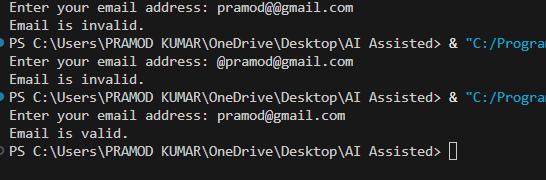 Enter your email address: pramod@@gmail.com
Email is invalid.
PS C:\Users\PRAMOD KUMAR\OneDrive\Desktop\AI Assisted> & "C:/Progra
Enter your email address: @pramod@gmail.com
Email is invalid.
PS C:\Users\PRAMOD KUMAR\OneDrive\Desktop\AI Assisted> & "C:/Progra
Enter your email address: pramod@gmail.com
Email is valid.
PS C:\Users\PRAMOD KUMAR\OneDrive\Desktop\AI Assisted>